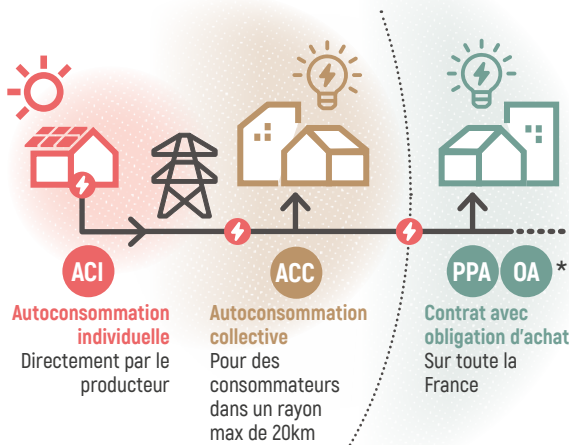 ACI
Autoconsommation
individuelle
Directement par le
producteur
ACC
Autoconsommation
collective
Pour des
consommateurs
dans un rayon
max de 20km
PPA OA *
Contrat avec
obligation d'achat
Sur toute la
France